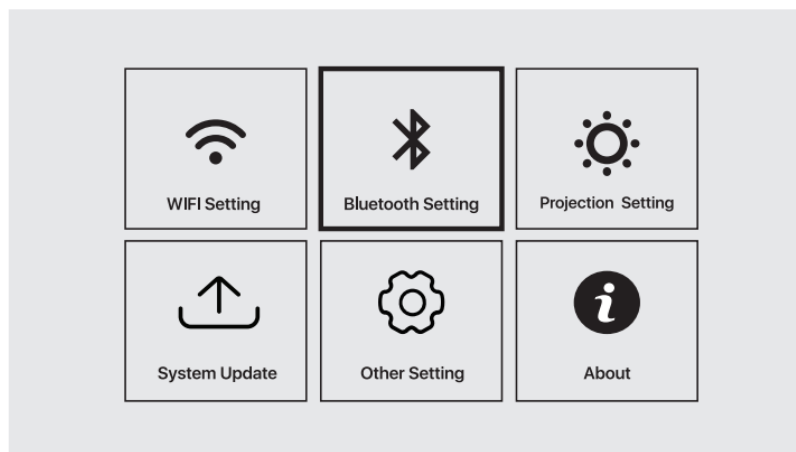 WIFI Setting
Bluetooth Setting
Projection Setting
System Update
Other Setting
About